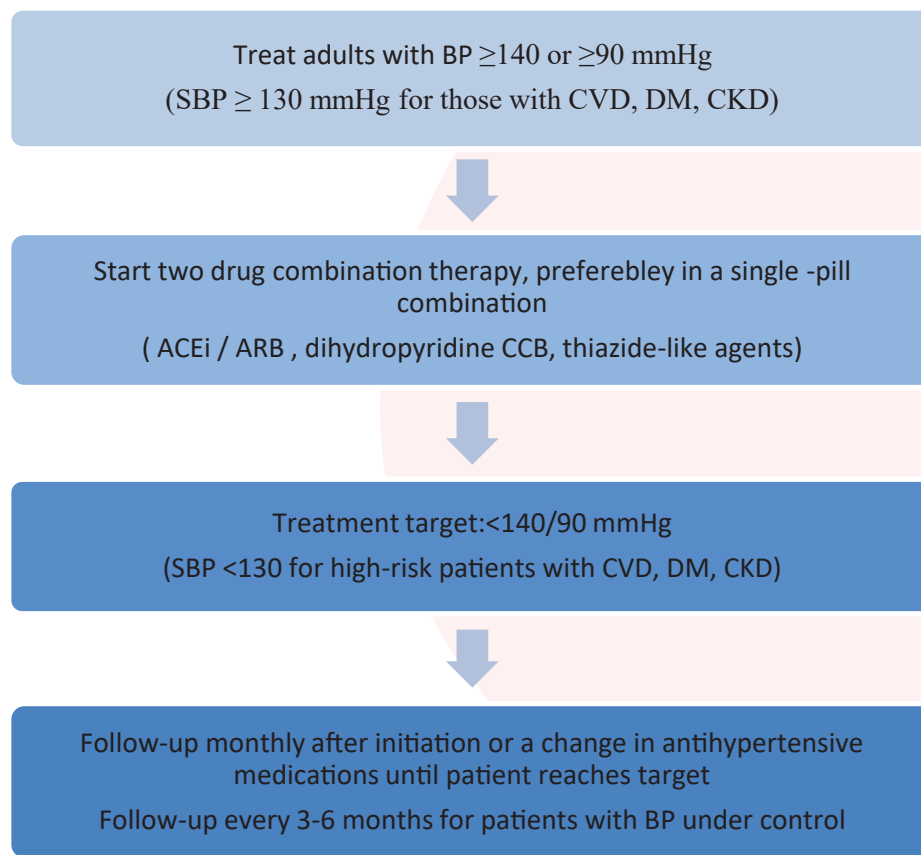 Treat adults with BP ≥140 or ≥90 mmHg
(SBP ≥ 130 mmHg for those with CVD, DM, CKD)
Start two drug combination therapy, preferebley in a single -pill
combination
( ACEi / ARB , dihydropyridine CCB, thiazide-like agents)
Treatment target:<140/90 mmHg
(SBP <130 for high-risk patients with CVD, DM, CKD)
Follow-up monthly after initiation or a change in antihypertensive
medications until patient reaches target
Follow-up every 3-6 months for patients with BP under control